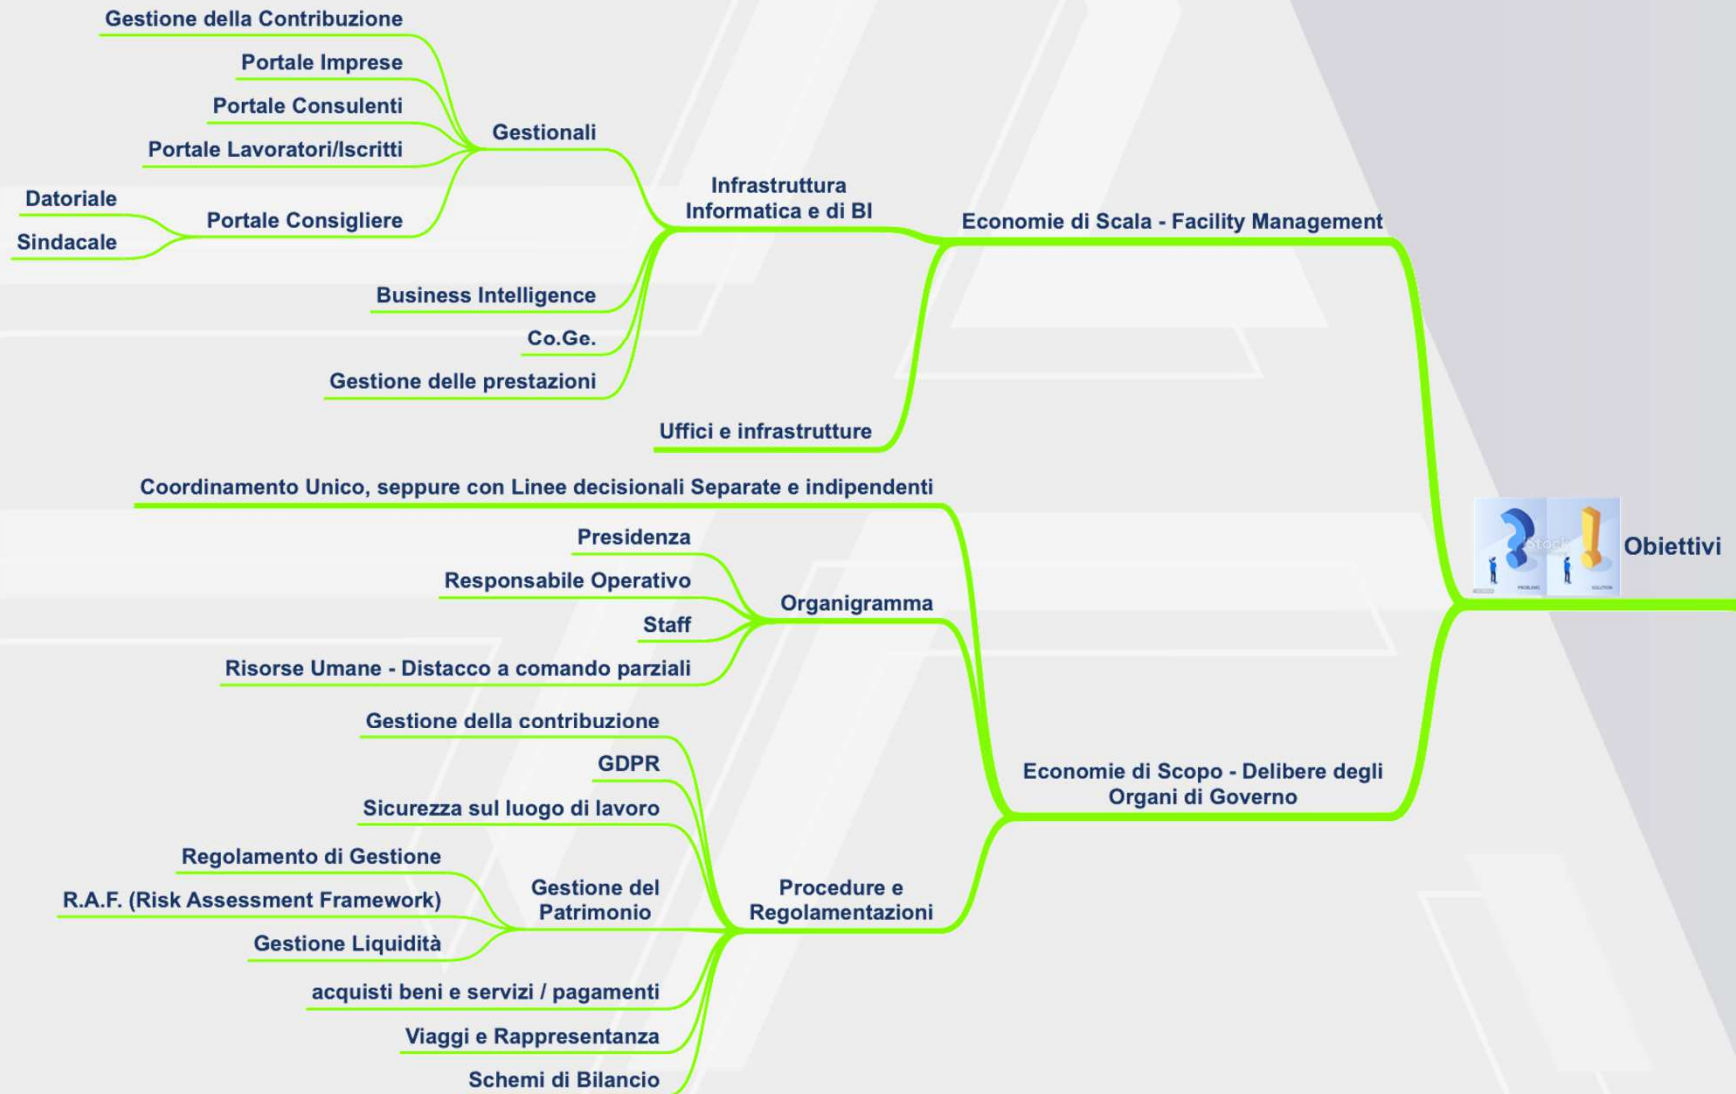 Gestione della Contribuzione
Portale Imprese
Portale Consulenti
Portale Lavoratori/Iscritti
Datoriale
Sindacale
Portale Consigliere
Gestionali
Business Intelligence
Co.Ge.
Gestione delle prestazioni
Infrastruttura
Informatica e di BI
Uffici e infrastrutture
Economie di Scala - Facility Management
Coordinamento Unico, seppure con Linee decisionali Separate e indipendenti
Presidenza
Responsabile Operativo
Staff
Risorse Umane - Distacco a comando parziali
Organigramma
Gestione della contribuzione
GDPR
Sicurezza sul luogo di lavoro
Regolamento di Gestione
R.A.F. (Risk Assessment Framework)
Gestione Liquidità
Gestione del
Patrimonio
acquisti beni e servizi / pagamenti
Viaggi e Rappresentanza
Schemi di Bilancio
Procedure e
Regolamentazioni
Economie di Scopo - Delibere degli
Organi di Governo
iStock
PROBLEMS
SOLUTION
Obiettivi